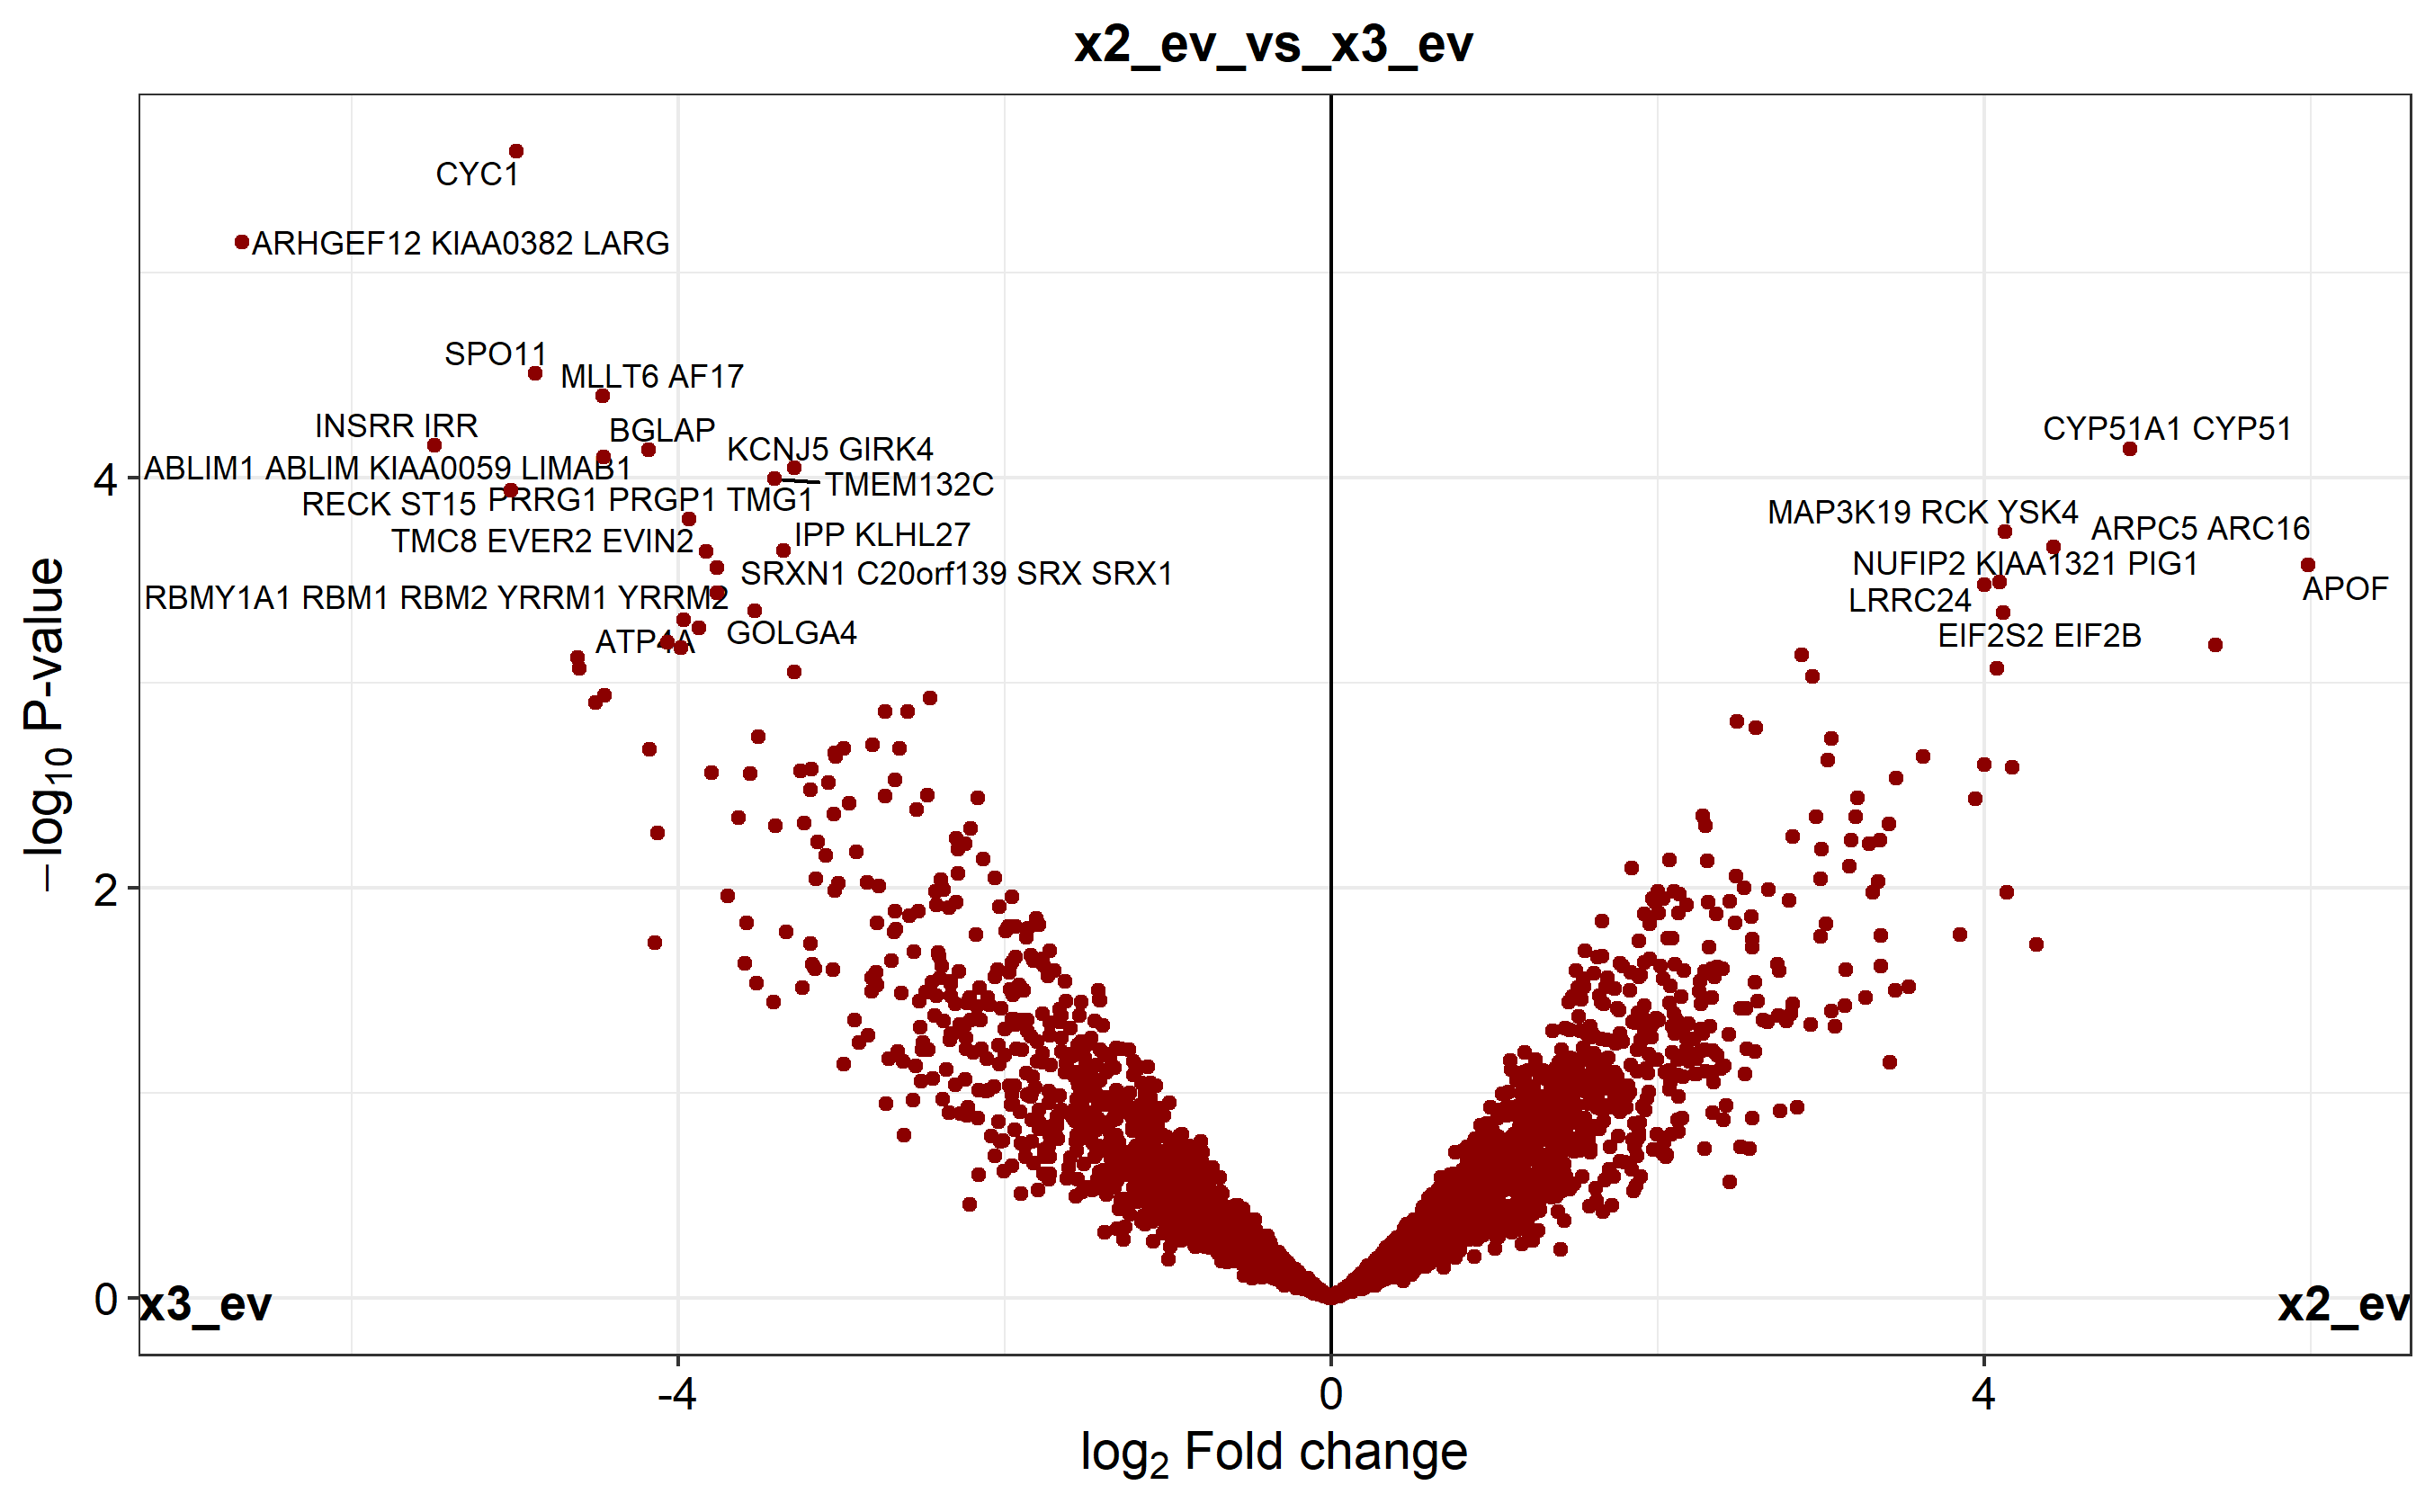 x2_ev_vs_x3_ev
CYC1
ARHGEF12 KIAA0382 LARG
SPO11
MLLT6 AF17
INSRR IRR
BGLAP
KCNJ5 GIRK4
CYP51A1 CYP51
ABLIM1 ABLIM KIAA0059 LIMAB1
TMEM132C
4
RECK ST15
PRRG1 PRGP1 TMG1
MAP3K19 RCK YSK4
ARPC5 ARC16
TMC8 EVER2 EVIN2
IPP KLHL27
NUFIP2 KIAA1321 PIG1
SRXN1 C20orf139 SRX SRX1
APOF
RBMY1A1 RBM1 RBM2 YRRM1 YRRM2
LRRC24
ATP4A
GOLGA4
EIF2S2 EIF2B
−log10 P-value
2
0
x3_ev
x2_ev
-4
0
4
log2 Fold change